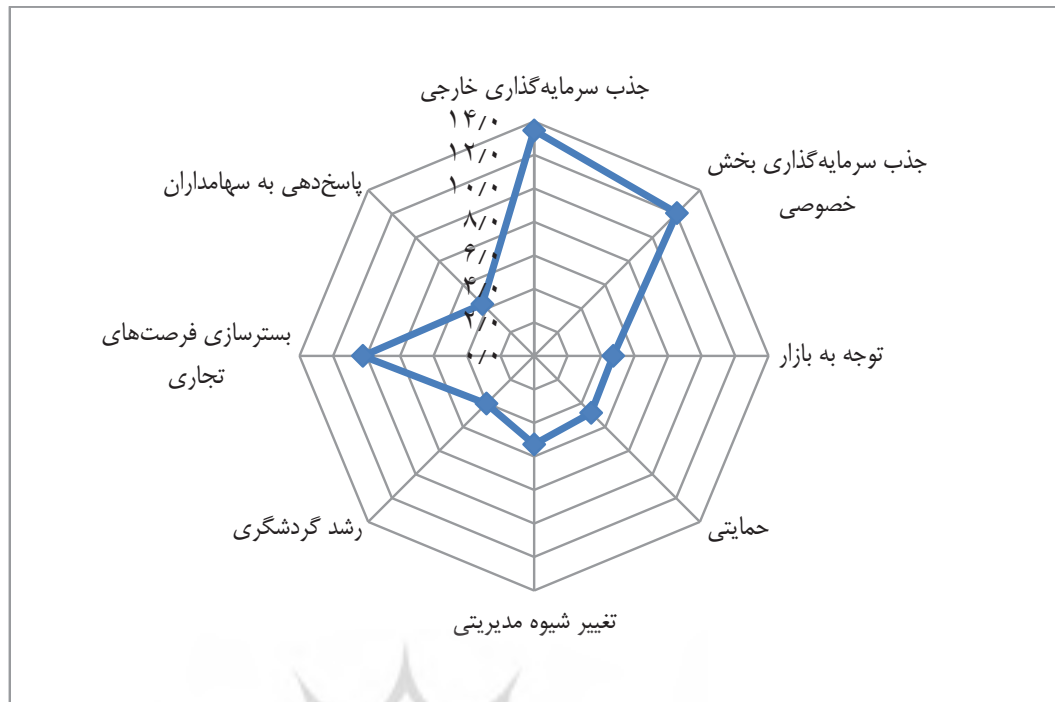 جذب سرمایه‌گذاری خارجی
۱۴/۰
۱۲/۰
۱۰/۰
۸/۰
۶/۰
۴/۰
۲/۰
۰/۰
جذب سرمایه‌گذاری بخش
خصوصی
توجه به بازار
حمایتی
تغییر شیوه مدیریتی
رشد گردشگری
بسترسازی فرصت‌های
تجاری
پاسخ‌دهی به سهامداران